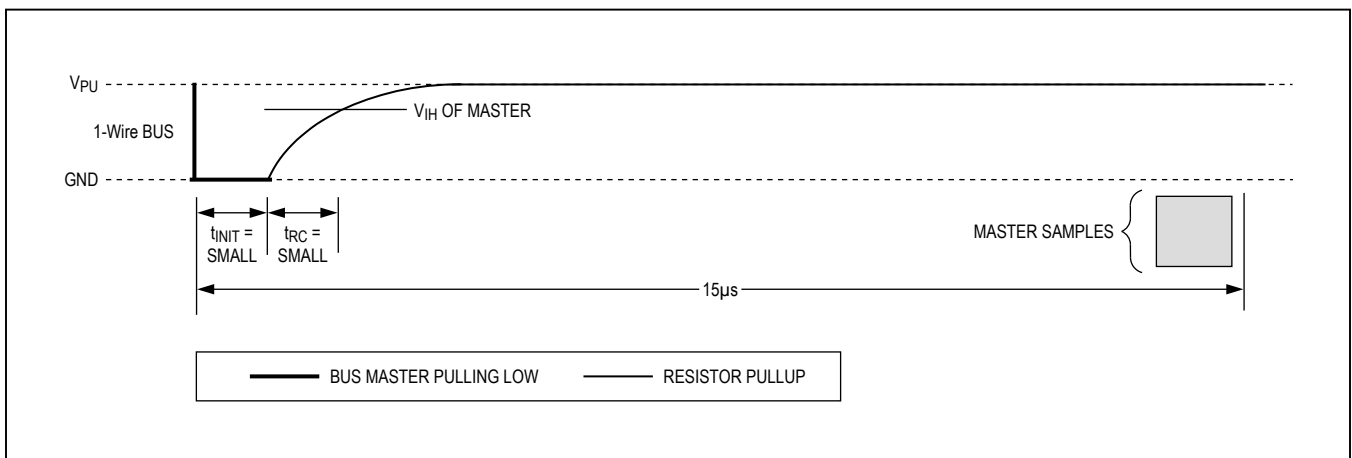 VPU
1-Wire BUS
VIH OF MASTER
GND
tINIT =
SMALL
tRC =
SMALL
MASTER SAMPLES
15µs
BUS MASTER PULLING LOW
RESISTOR PULLUP